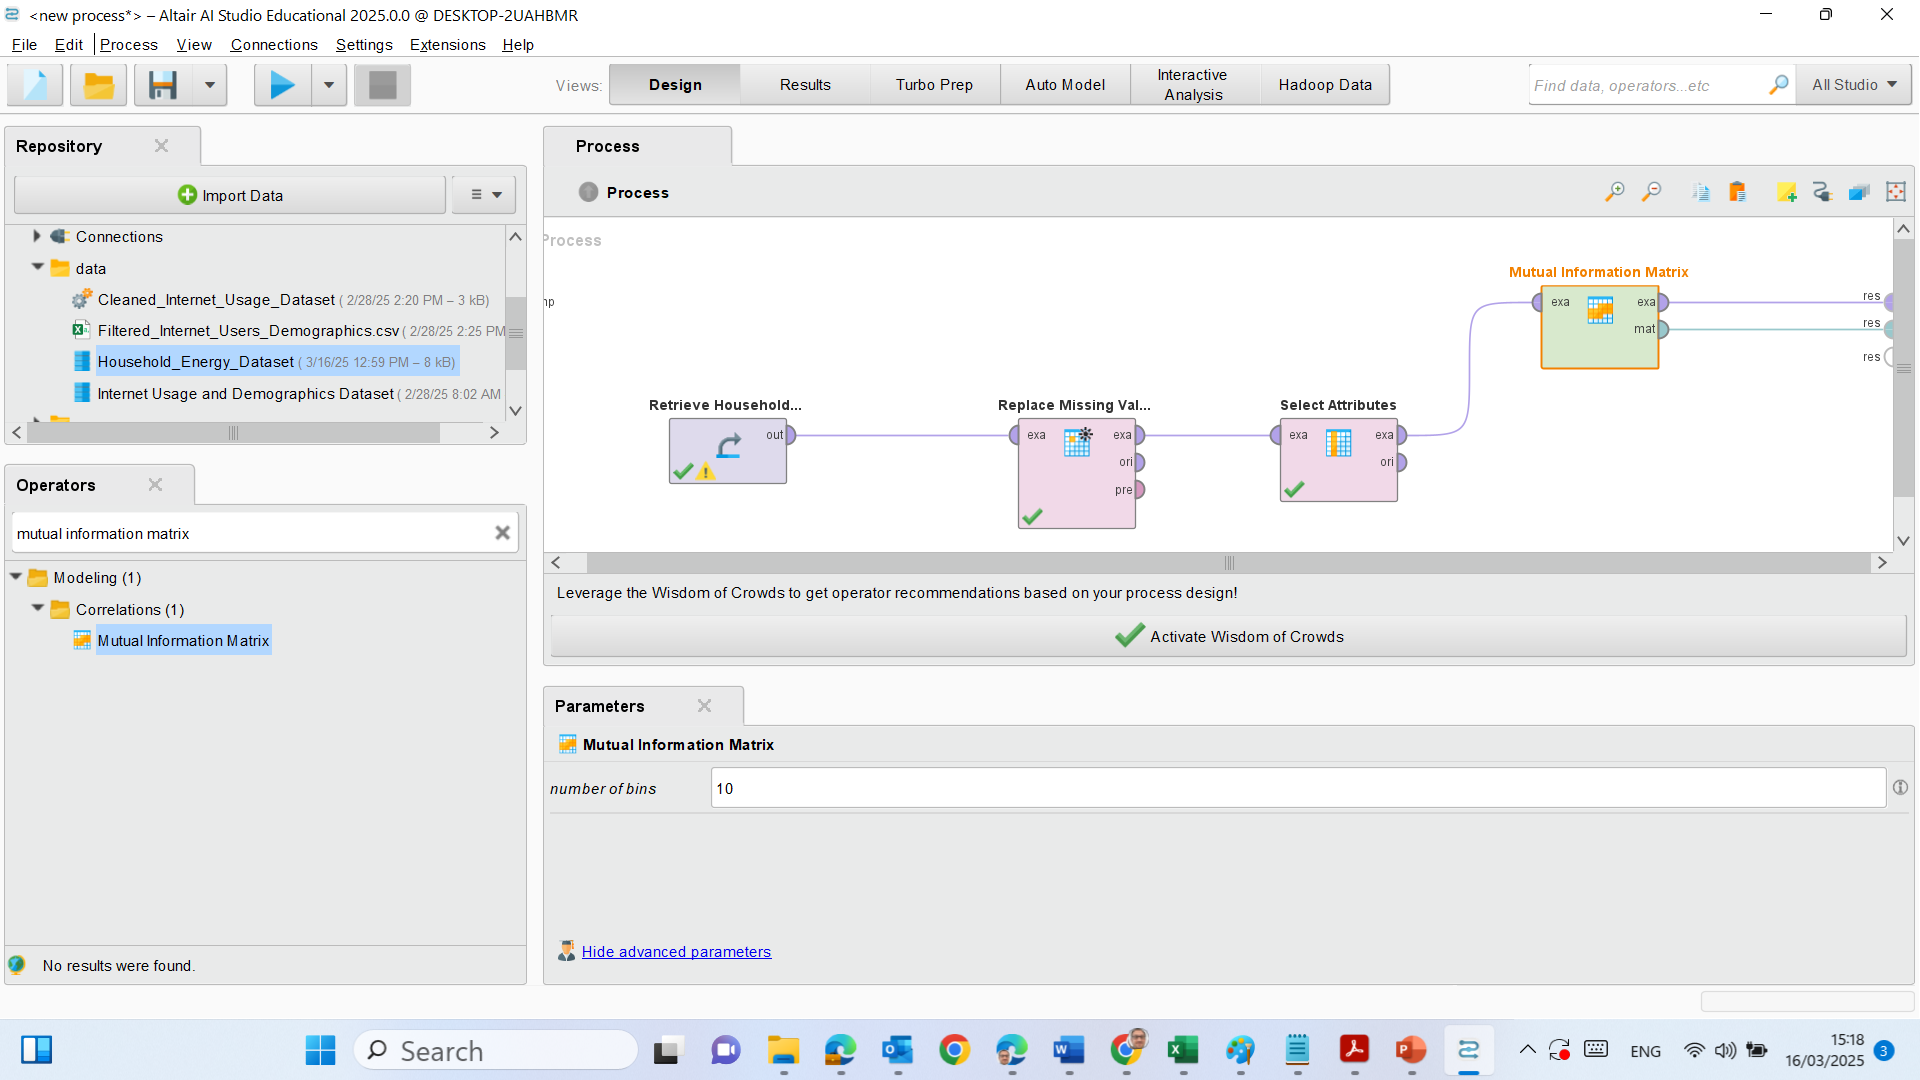 <new process*> – Altair AI Studio Educational 2025.0.0 @ DESKTOP-2UAHBMR
File Edit Process View Connections Settings Extensions Help
Views: Design Results Turbo Prep Auto Model Interactive Analysis Hadoop Data
Find data, operators...etc All Studio
Repository
Import Data
Connections
data
Cleaned_Internet_Usage_Dataset ( 2/28/25 2:20 PM – 3 kB)
Filtered_Internet_Users_Demographics.csv ( 2/28/25 2:25 PM
Household_Energy_Dataset ( 3/16/25 12:59 PM – 8 kB)
Internet Usage and Demographics Dataset ( 2/28/25 8:02 AM
Operators
mutual information matrix
Modeling (1)
Correlations (1)
Mutual Information Matrix
No results were found.
Process
Process
Process
np
Mutual Information Matrix
exa exa res
mat res
res
Retrieve Household...
out
Replace Missing Val...
exa exa
ori
pre
Select Attributes
exa exa
ori
Leverage the Wisdom of Crowds to get operator recommendations based on your process design!
Activate Wisdom of Crowds
Parameters
Mutual Information Matrix
number of bins 10
Hide advanced parameters
Search
ENG
15:18
16/03/2025
3